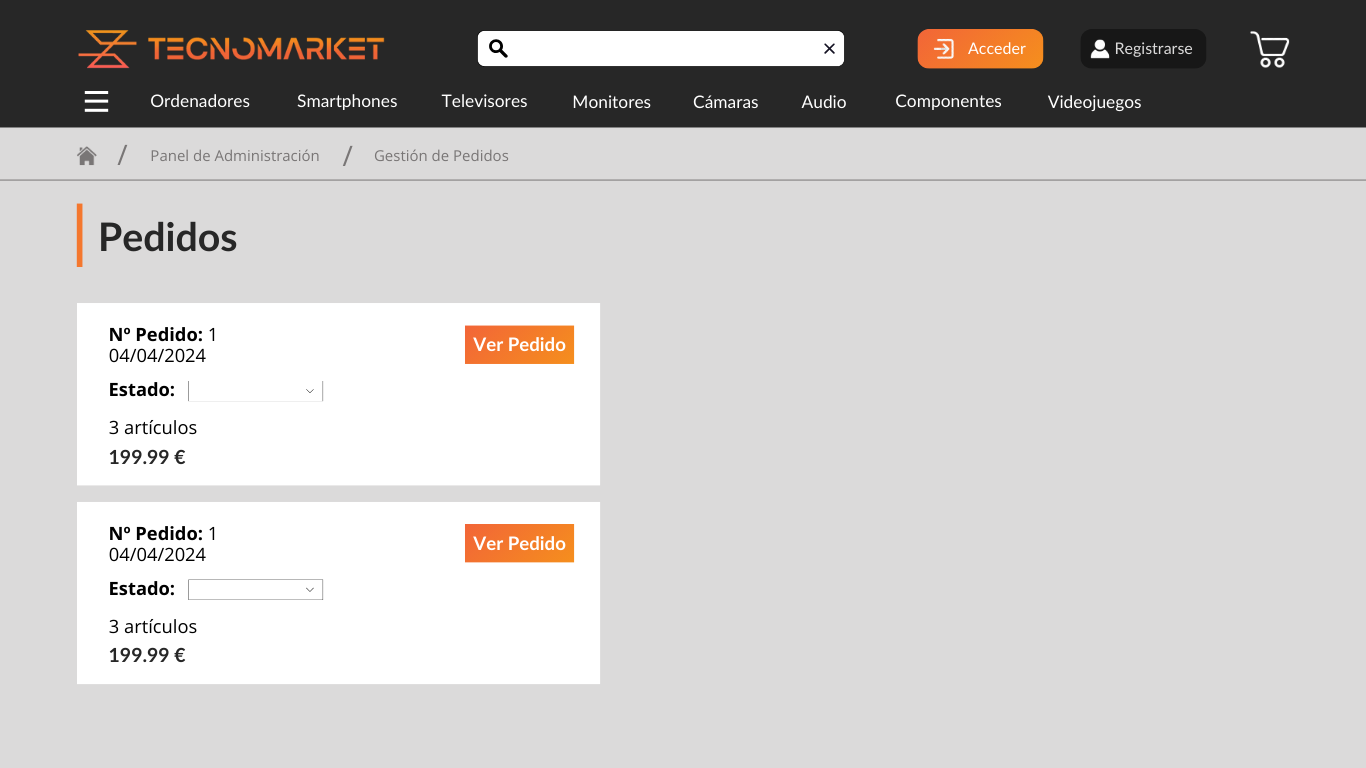 TECNOMARKET
Acceder
Registrarse
Ordenadores Smartphones Televisores Monitores Cámaras Audio Componentes Videojuegos
/ Panel de Administración / Gestión de Pedidos
Pedidos
Nº Pedido: 1
Ver Pedido
04/04/2024
Estado:
3 artículos
199.99 €
Nº Pedido: 1
Ver Pedido
04/04/2024
Estado:
3 artículos
199.99 €